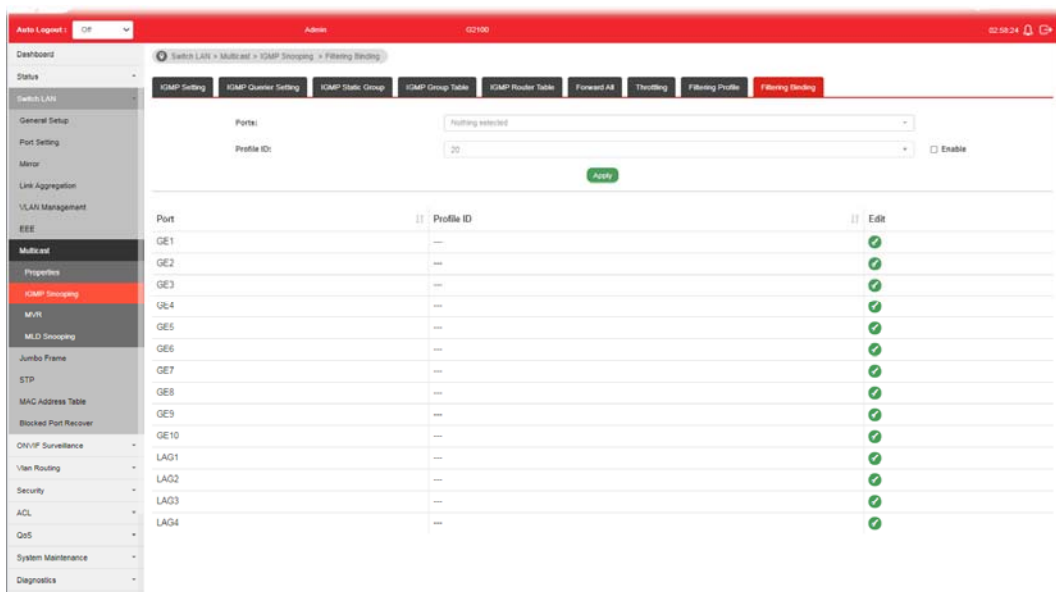 Auto Logout : Off Admin G2100 02:58:24
Switch LAN > Multicast > IGMP Snooping > Filtering Binding
IGMP Setting IGMP Querier Setting IGMP Static Group IGMP Group Table IGMP Router Table Forward All Throttling Filtering Profile Filtering Binding
Dashboard
Status
Switch LAN
General Setup
Port Setting
Mirror
Link Aggregation
VLAN Management
EEE
Multicast
Properties
IGMP Snooping
MVR
MLD Snooping
Jumbo Frame
STP
MAC Address Table
Blocked Port Recover
ONVIF Surveillance
Vlan Routing
Security
ACL
QoS
System Maintenance
Diagnostics
Ports: Nothing selected
Profile ID: 20 Enable
Apply
Port Profile ID Edit
GE1 ---
GE2 ---
GE3 ---
GE4 ---
GE5 ---
GE6 ---
GE7 ---
GE8 ---
GE9 ---
GE10 ---
LAG1 ---
LAG2 ---
LAG3 ---
LAG4 ---